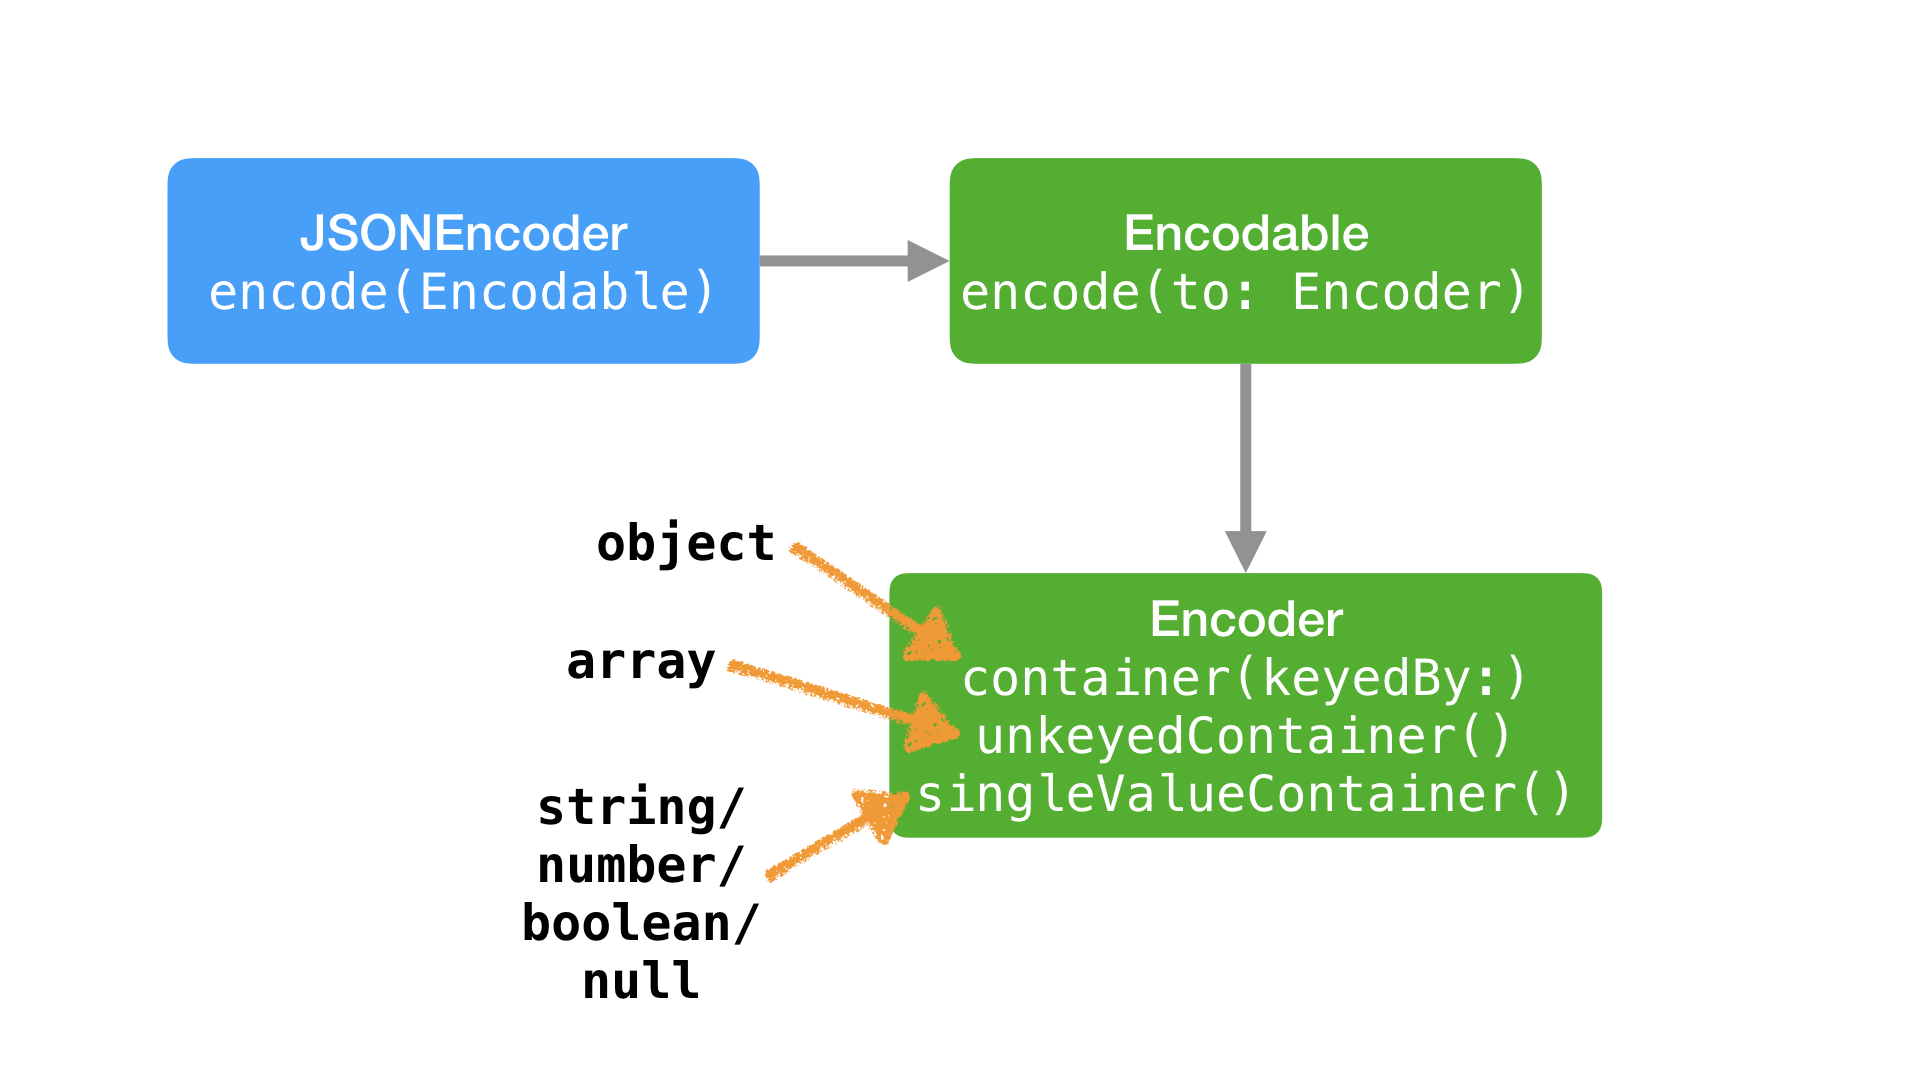 JSONEncoder
encode(Encodable)
Encodable
encode(to: Encoder)
object
array
string/
number/
boolean/
null
Encoder
container(keyedBy:)
unkeyedContainer()
singleValueContainer()